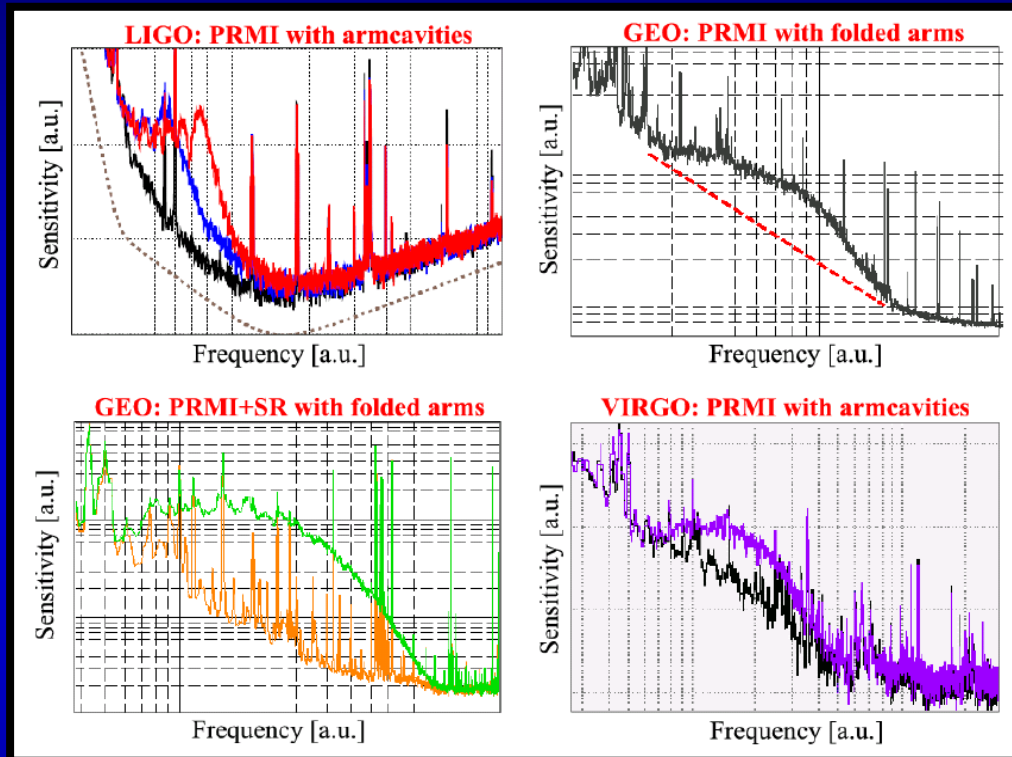 LIGO: PRMI with armcavities
Sensitivity [a.u.]
Frequency [a.u.]
GEO: PRMI with folded arms
Sensitivity [a.u.]
Frequency [a.u.]
GEO: PRMI+SR with folded arms
Sensitivity [a.u.]
Frequency [a.u.]
VIRGO: PRMI with armcavities
Sensitivity [a.u.]
Frequency [a.u.]